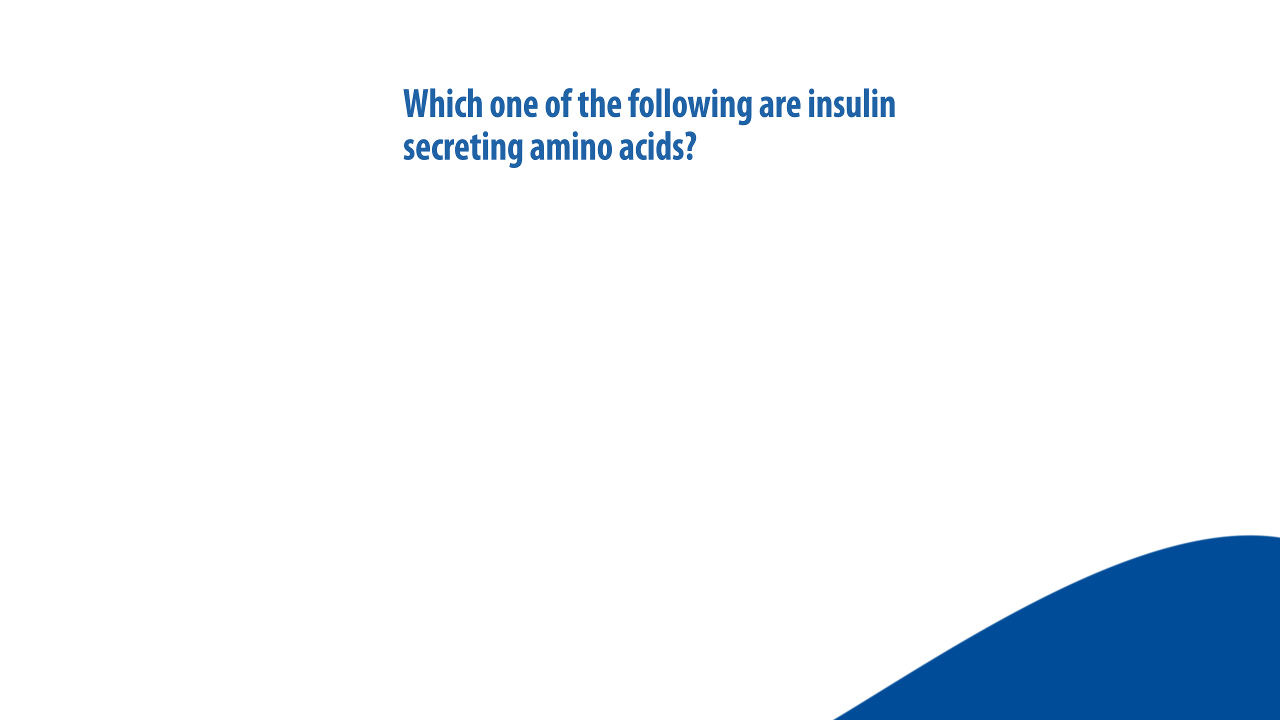 Which one of the following are insulin
secreting amino acids?